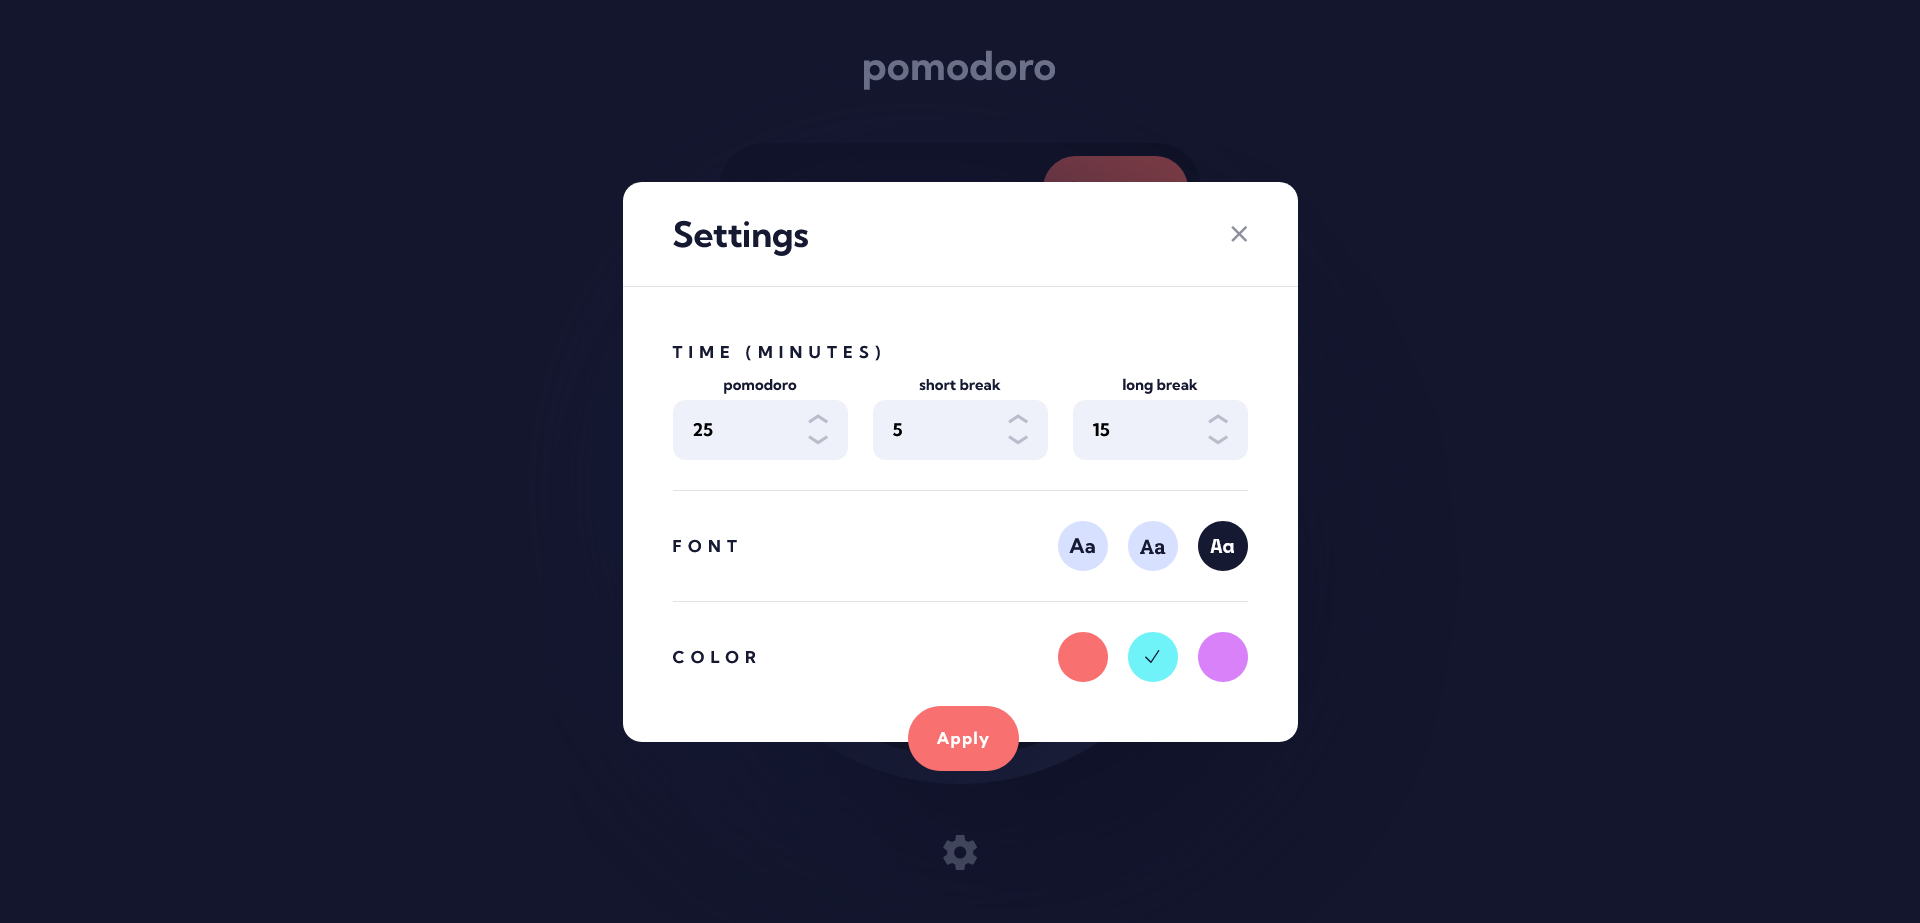 pomodoro
Settings
TIME (MINUTES)
pomodoro short break long break
25 5 15
FONT Aa Aa Aa
COLOR
Apply